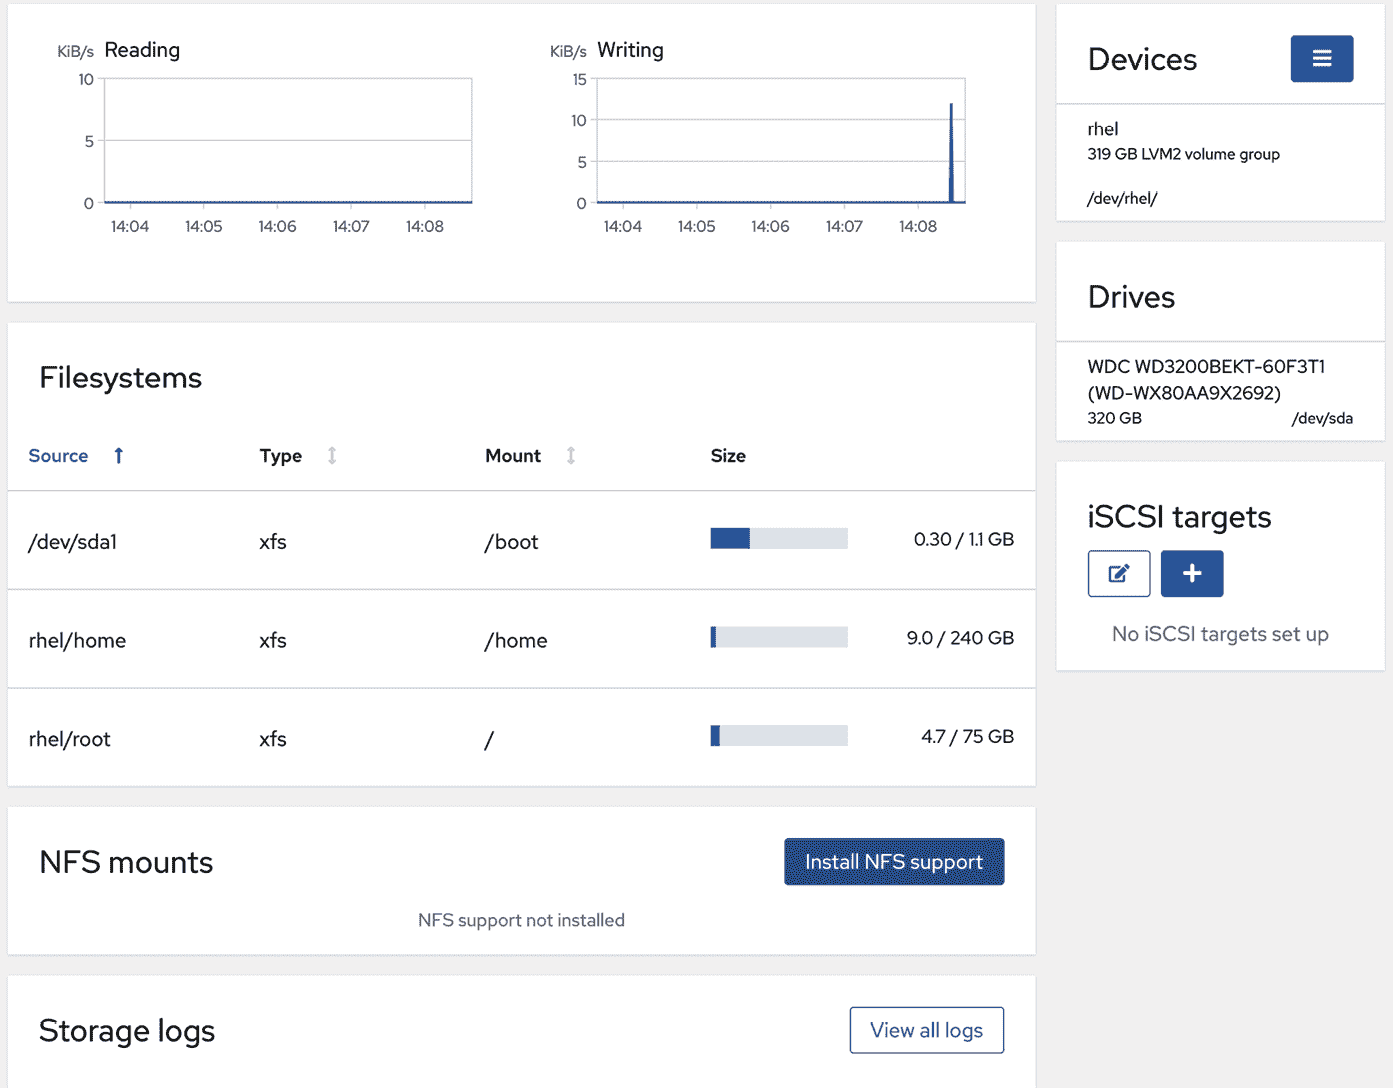 KiB/s Reading
10
5
0
14:04 14:05 14:06 14:07 14:08
KiB/s Writing
15
10
5
0
14:04 14:05 14:06 14:07 14:08
Filesystems
Source Type Mount Size
/dev/sda1 xfs /boot 0.30 / 1.1 GB
rhel/home xfs /home 9.0 / 240 GB
rhel/root xfs / 4.7 / 75 GB
NFS mounts
Install NFS support
NFS support not installed
Storage logs
View all logs
Devices
rhel
319 GB LVM2 volume group
/dev/rhel/
Drives
WDC WD3200BEKT-60F3T1
(WD-WX80AA9X2692)
320 GB /dev/sda
iSCSI targets
No iSCSI targets set up